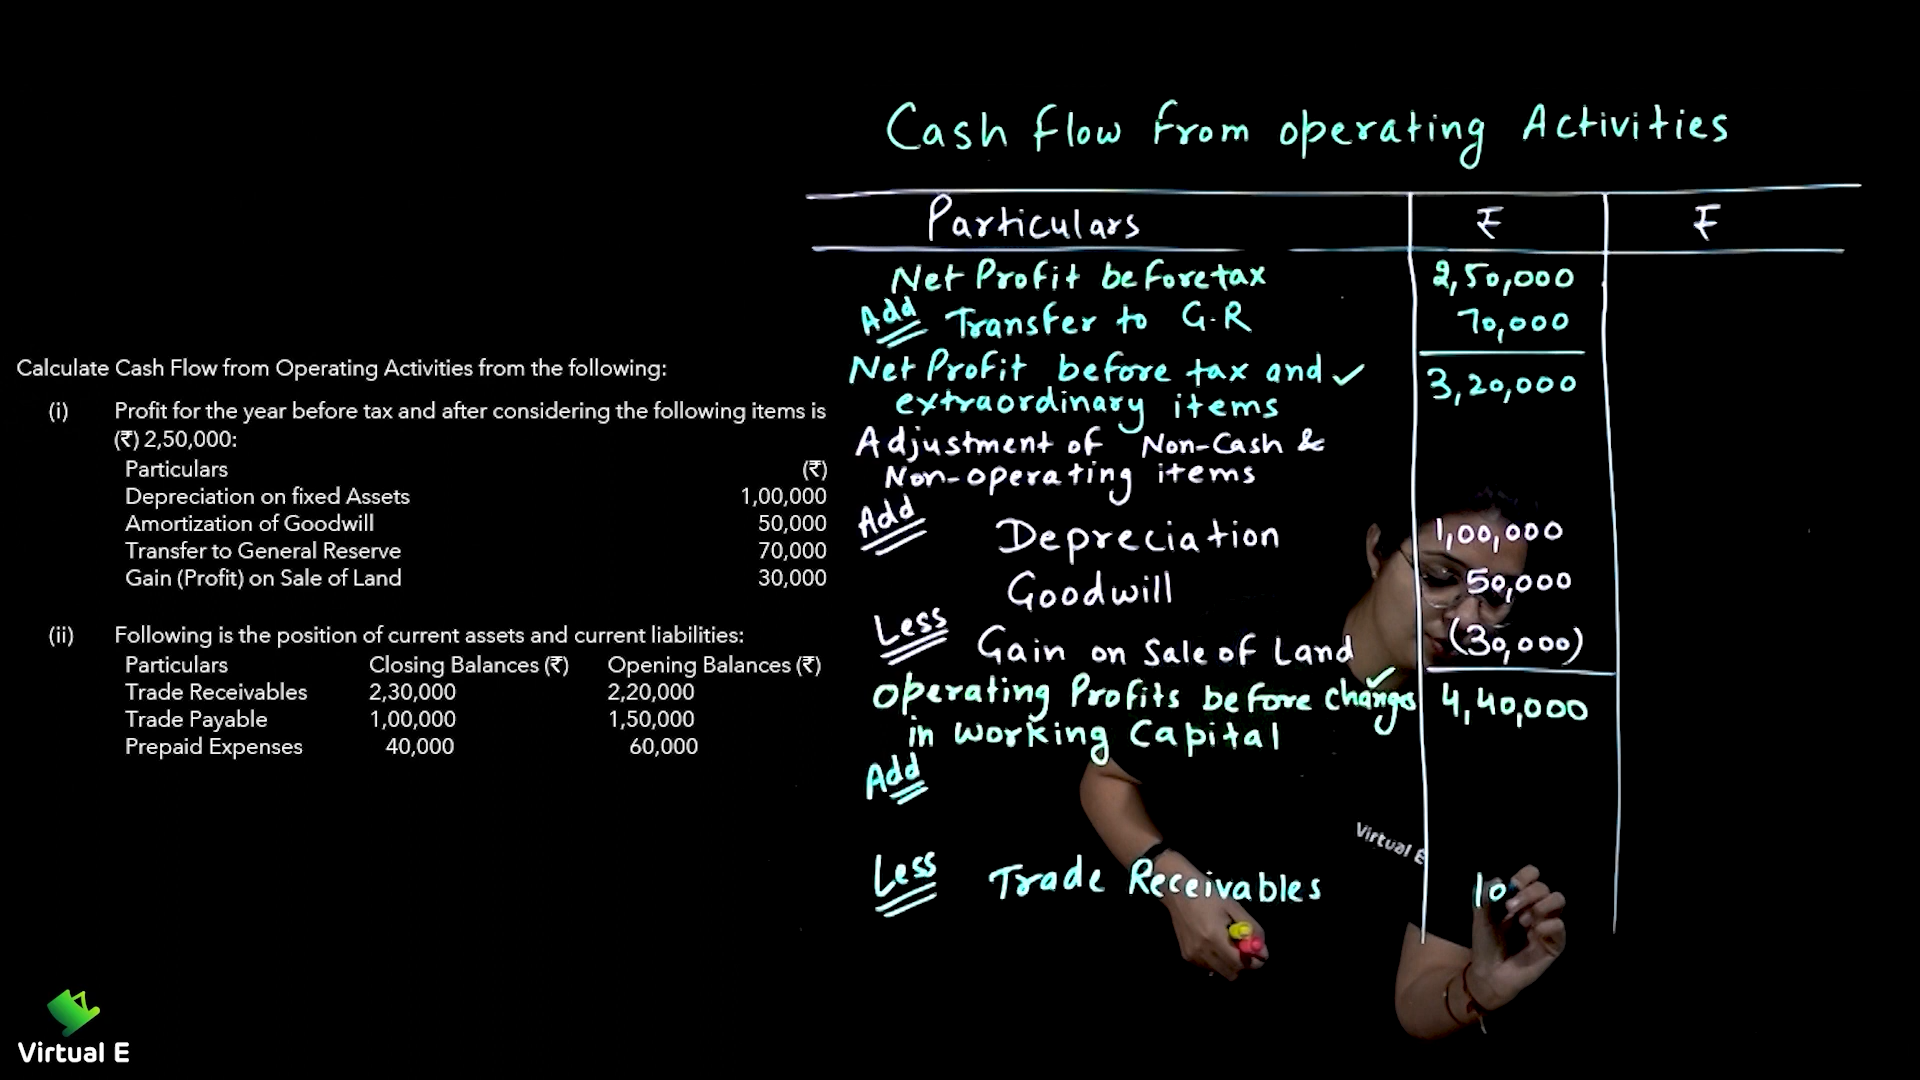 Cash flow from operating Activities
Particulars ₹ ₹
Net Profit before tax 2,50,000
Add Transfer to G.R 70,000
Net Profit before tax and ✓
extraordinary items 3,20,000
Adjustment of Non-Cash &
Non-operating items
Add Depreciation 1,00,000
Goodwill 50,000
Less Gain on Sale of Land (30,000)
Operating Profits before changes ✓ 4,40,000
in working Capital
Add
Less Trade Receivables 10
Calculate Cash Flow from Operating Activities from the following:
(i) Profit for the year before tax and after considering the following items is
(₹) 2,50,000:
Particulars (₹)
Depreciation on fixed Assets 1,00,000
Amortization of Goodwill 50,000
Transfer to General Reserve 70,000
Gain (Profit) on Sale of Land 30,000
(ii) Following is the position of current assets and current liabilities:
Particulars Closing Balances (₹) Opening Balances (₹)
Trade Receivables 2,30,000 2,20,000
Trade Payable 1,00,000 1,50,000
Prepaid Expenses 40,000 60,000
Virtual E
Virtual E